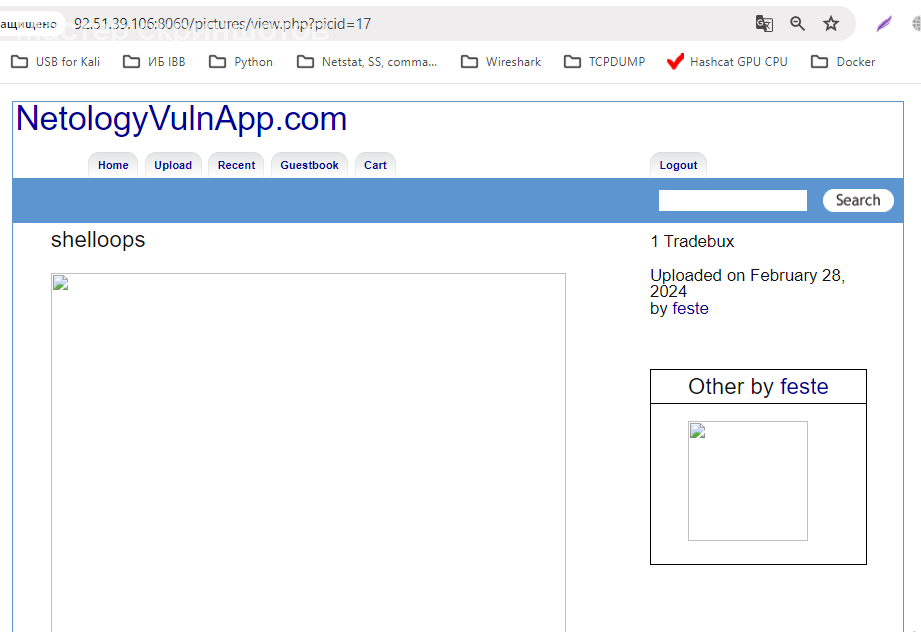 ащищено 92.51.39.106:8060/pictures/view.php?picid=17
USB for Kali ИБ IBB Python Netstat, SS, comma... Wireshark TCPDUMP Hashcat GPU CPU Docker
NetologyVulnApp.com
Home Upload Recent Guestbook Cart Logout
Search
shelloops
1 Tradebux
Uploaded on February 28,
2024
by feste
Other by feste